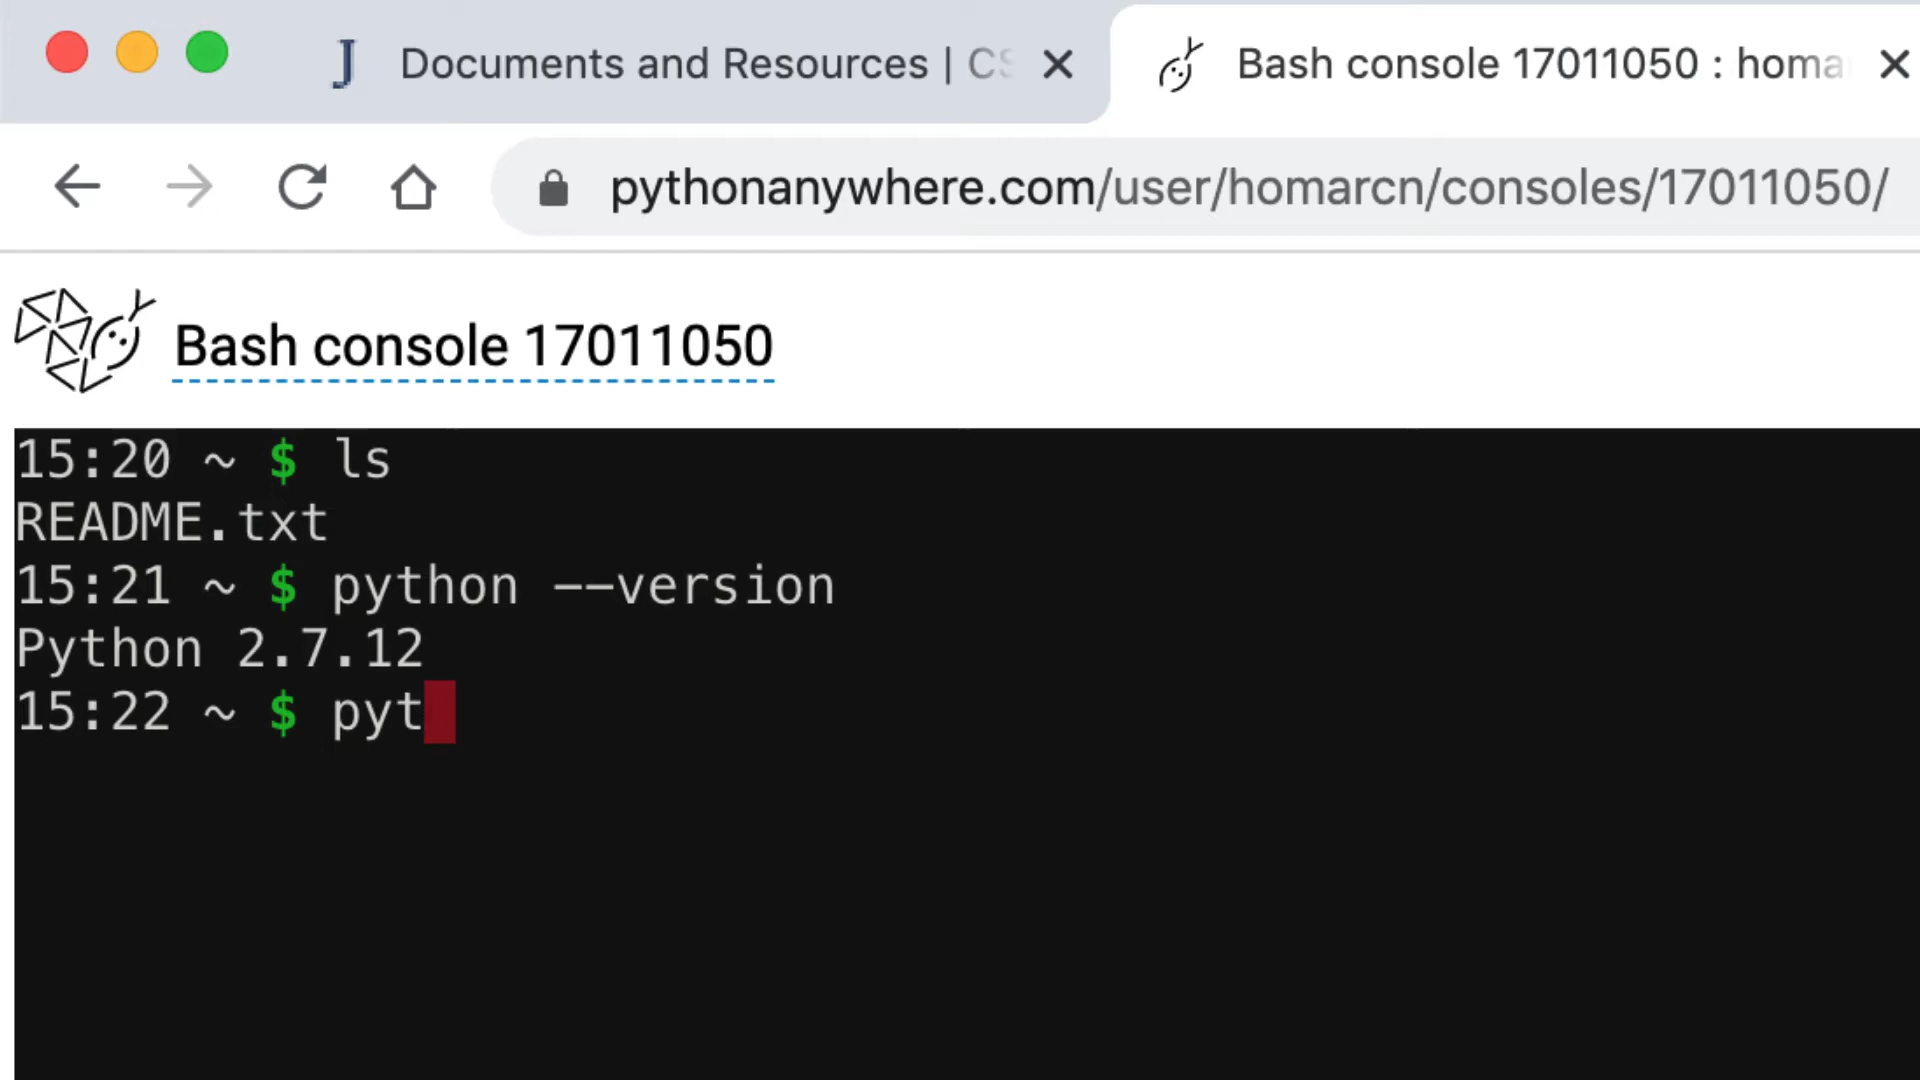 Documents and Resources | CS
Bash console 17011050 : homa
pythonanywhere.com/user/homarcn/consoles/17011050/
Bash console 17011050
15:20 ~ $ ls
README.txt
15:21 ~ $ python --version
Python 2.7.12
15:22 ~ $ pyt